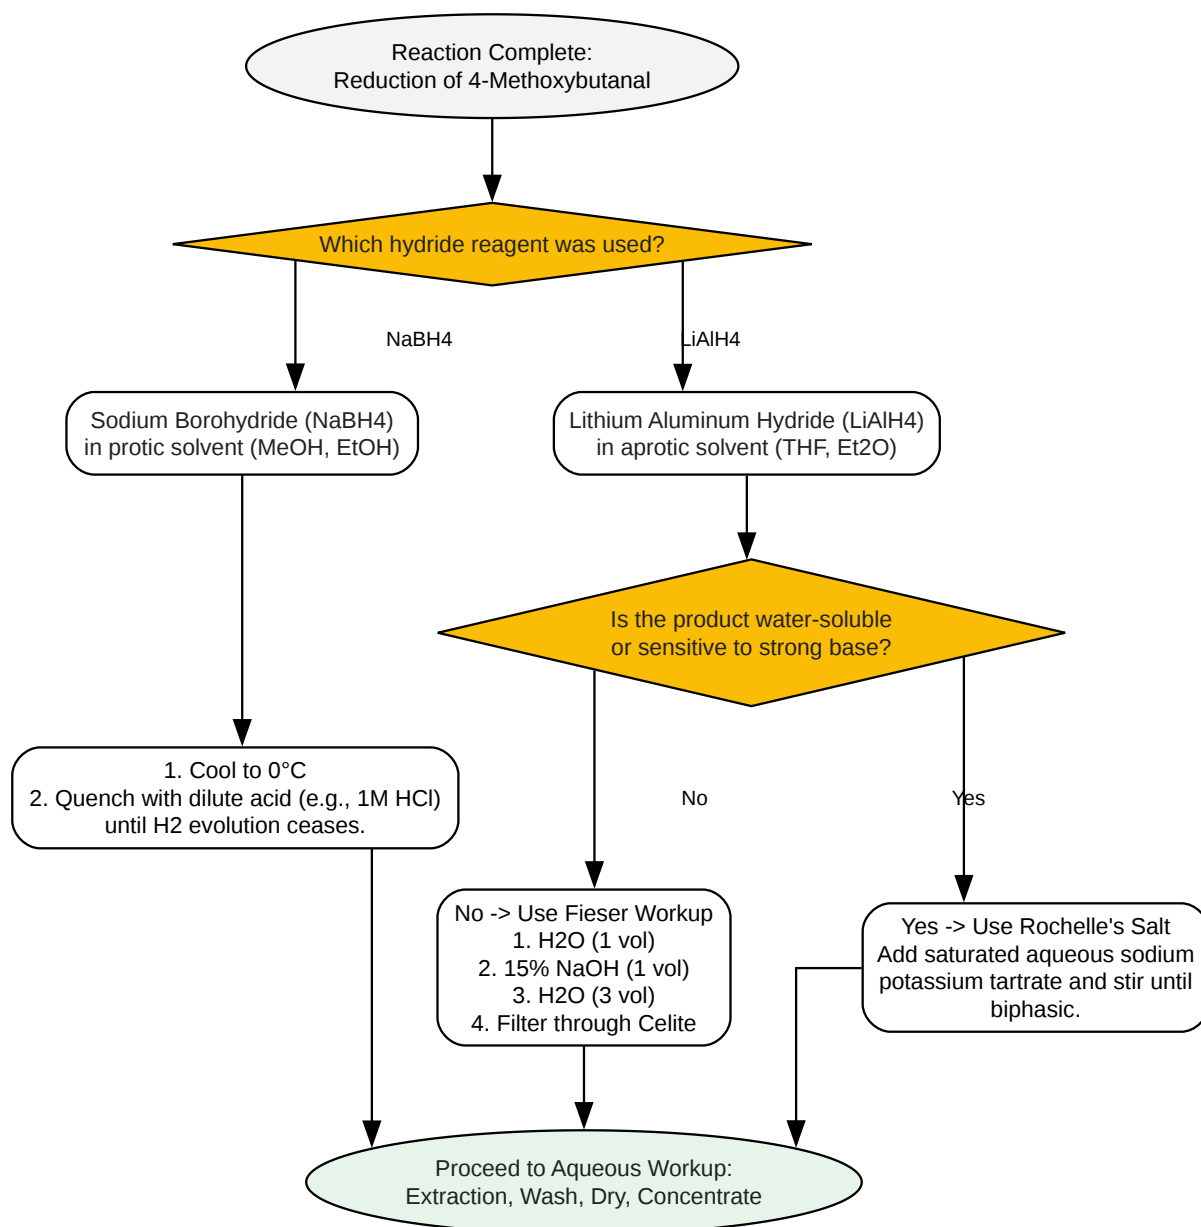 Reaction Complete:
Reduction of 4-Methoxybutanal
Which hydride reagent was used?
NaBH4
LiAlH4
Sodium Borohydride (NaBH4)
in protic solvent (MeOH, EtOH)
Lithium Aluminum Hydride (LiAlH4)
in aprotic solvent (THF, Et2O)
Is the product water-soluble
or sensitive to strong base?
1. Cool to 0°C
2. Quench with dilute acid (e.g., 1M HCl)
until H2 evolution ceases.
No
Yes
No -> Use Fieser Workup
1. H2O (1 vol)
2. 15% NaOH (1 vol)
3. H2O (3 vol)
4. Filter through Celite
Yes -> Use Rochelle's Salt
Add saturated aqueous sodium
potassium tartrate and stir until
biphasic.
Proceed to Aqueous Workup:
Extraction, Wash, Dry, Concentrate